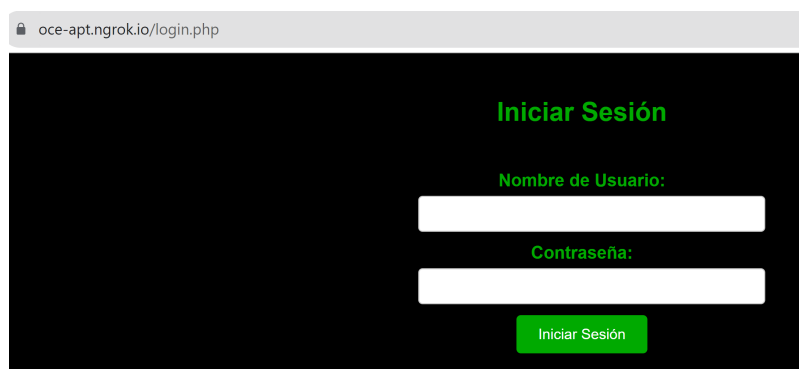 oce-apt.ngrok.io/login.php
Iniciar Sesión
Nombre de Usuario:
Contraseña:
Iniciar Sesión